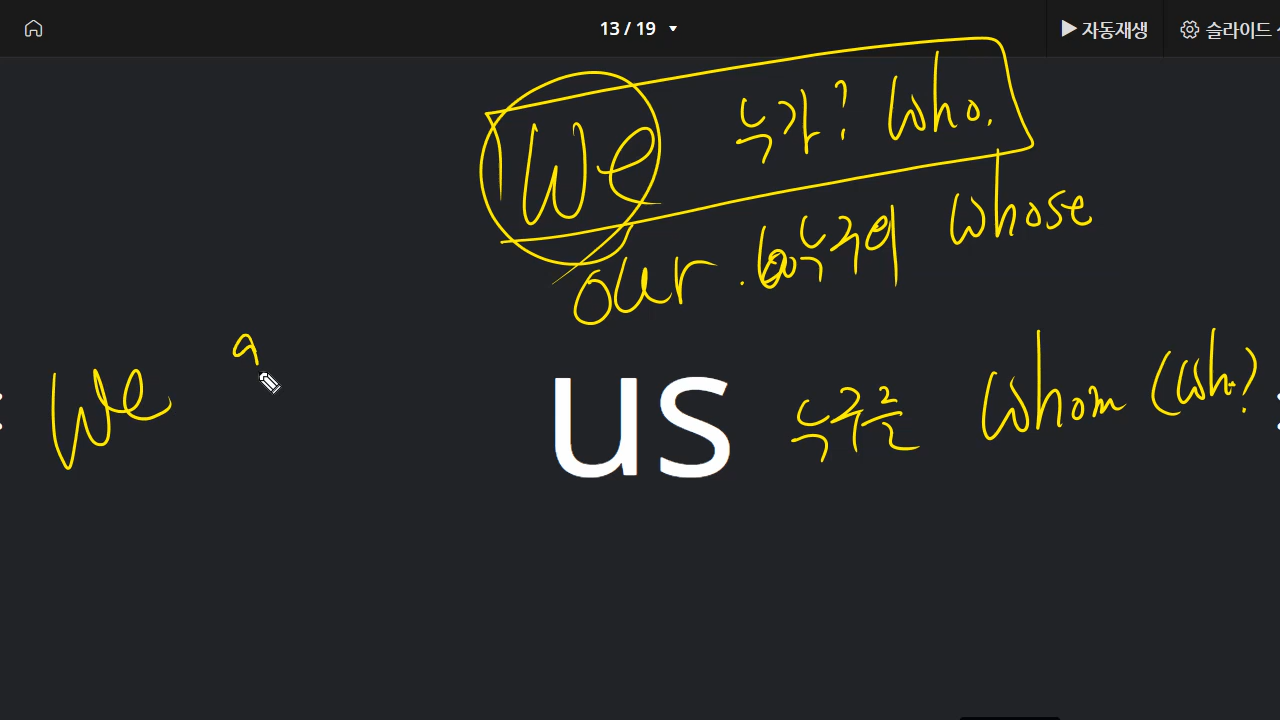 13 / 19
자동재생
슬라이드
We 누가? Who.
our. 누구의 whose
We a
us 누구를 Whom (Who)